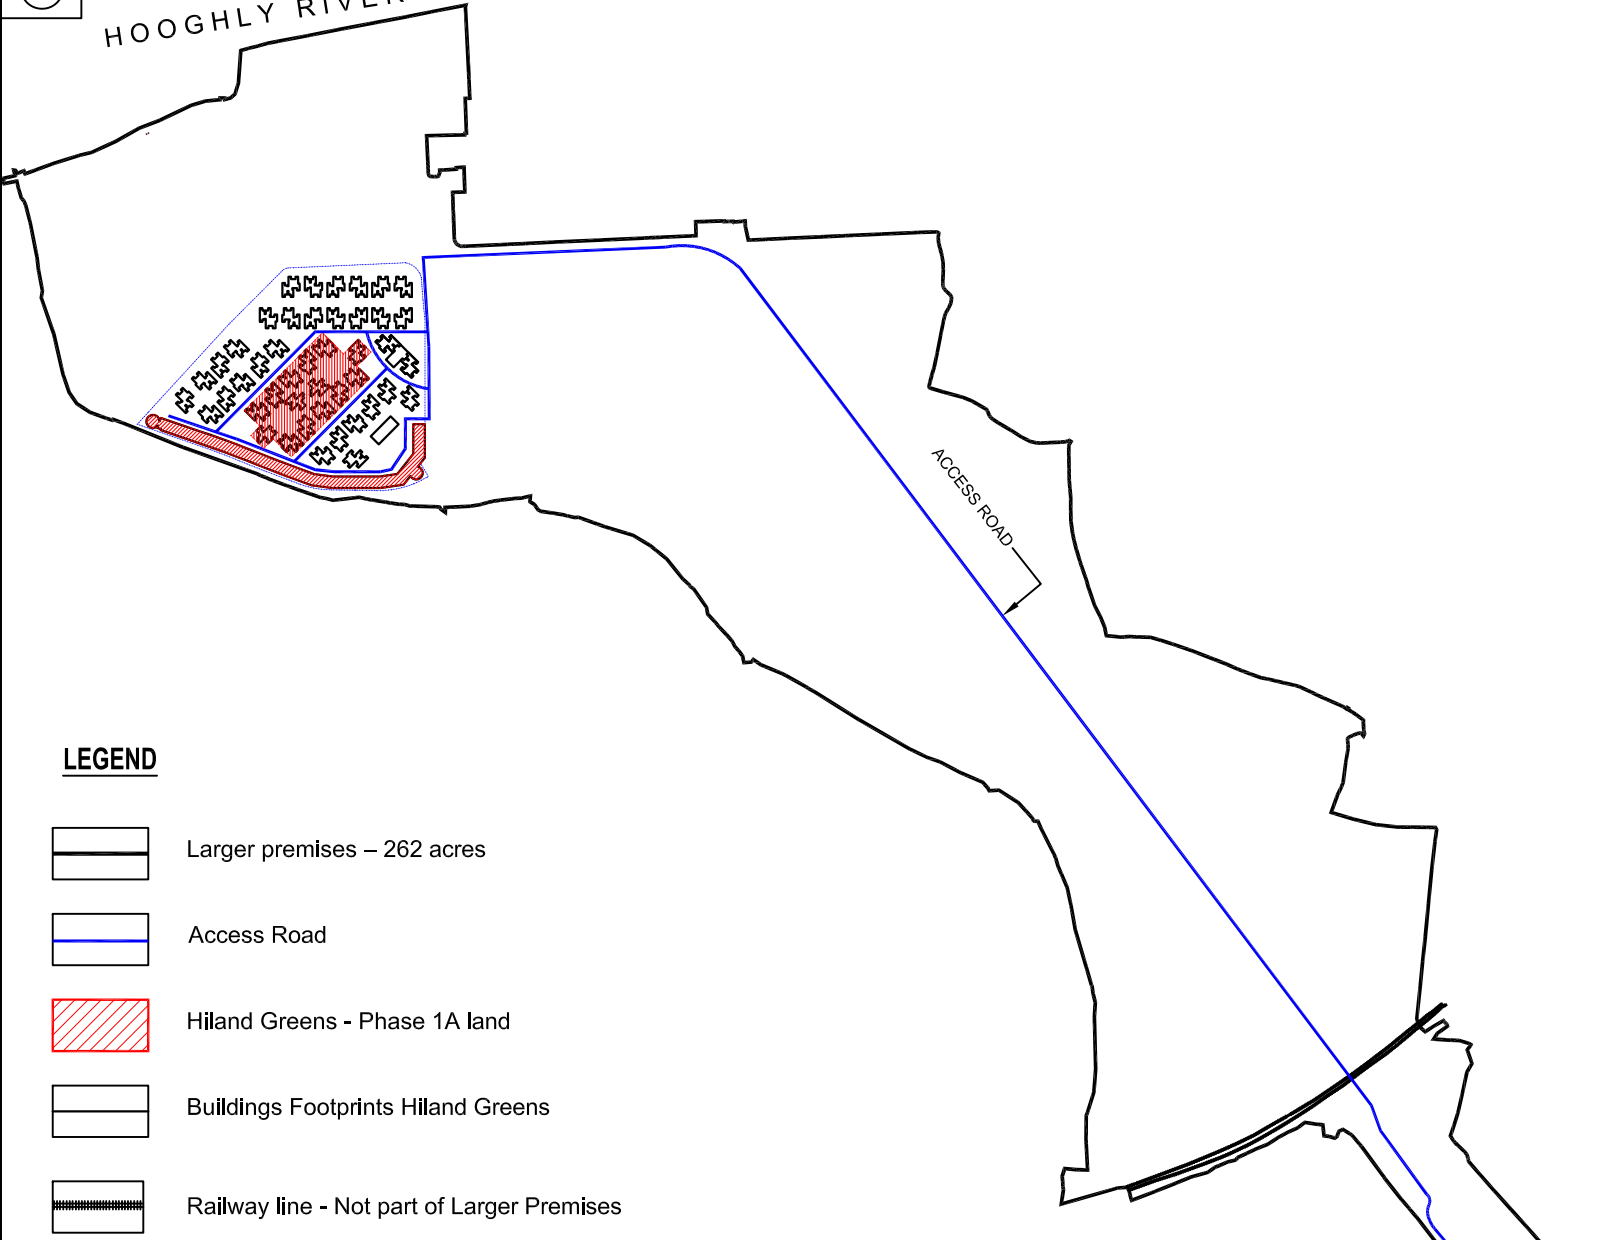 HOOGHLY RIVER
ACCESS ROAD
LEGEND
Larger premises – 262 acres
Access Road
Hiland Greens - Phase 1A land
Buildings Footprints Hiland Greens
Railway line - Not part of Larger Premises